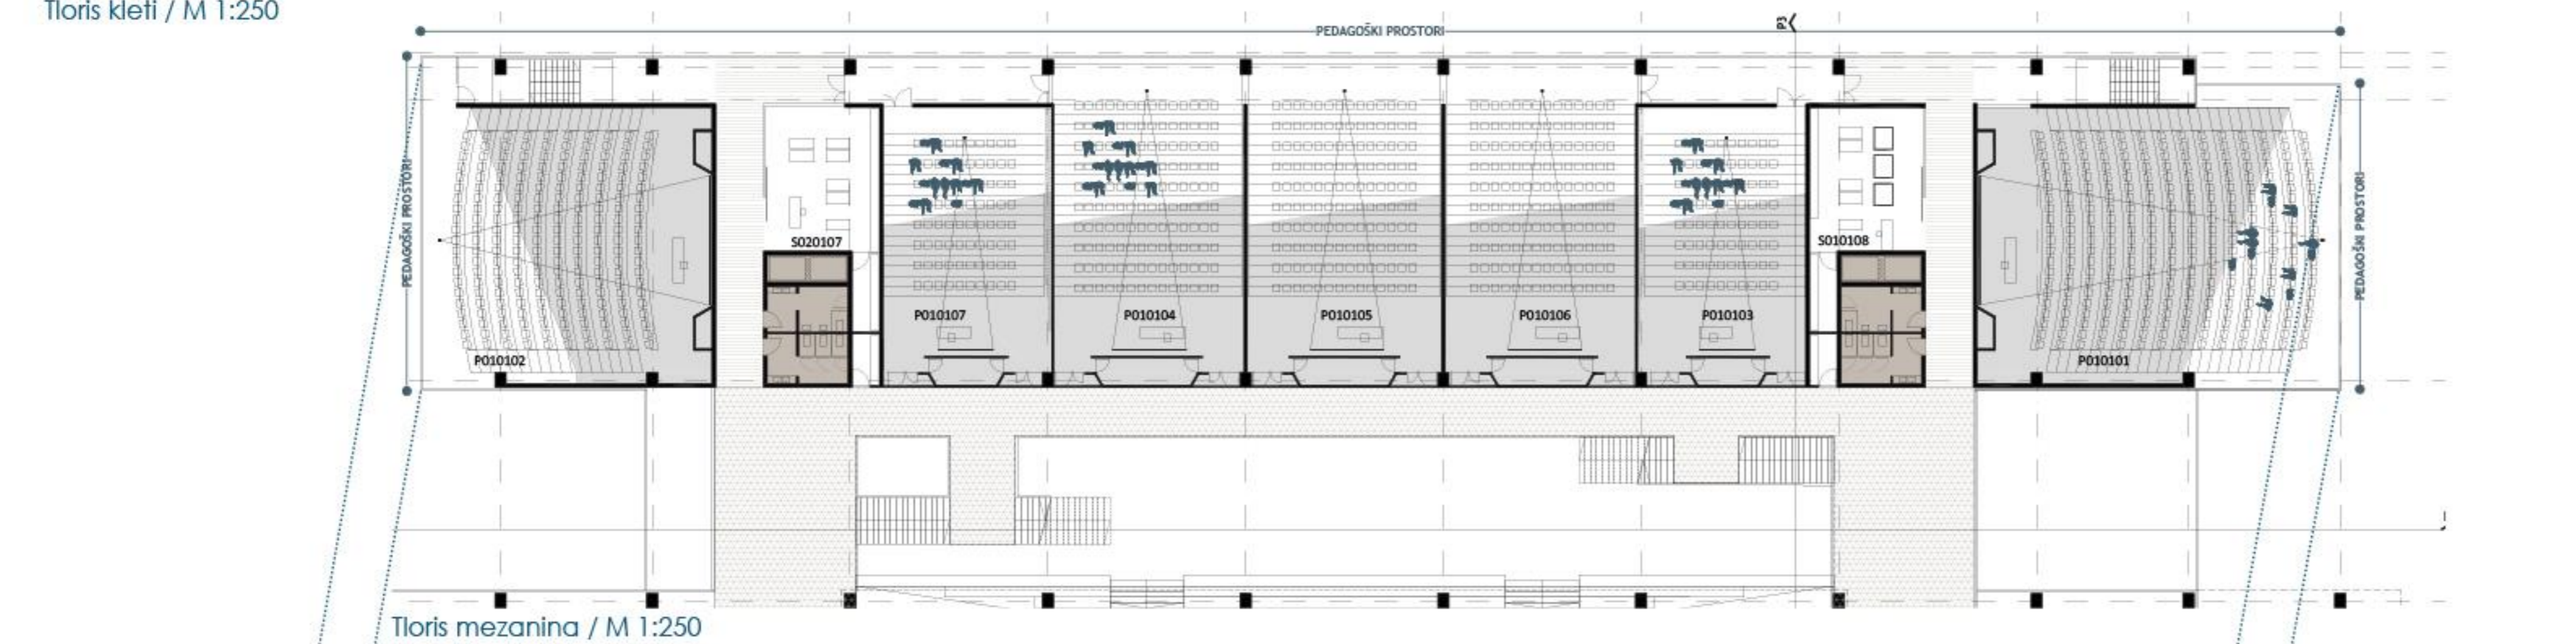 Tloris kleti / M 1:250
PEDAGOŠKI PROSTORI
P3
PEDAGOŠKI PROSTORI
PEDAGOŠKI PROSTORI
S020107
S010108
P010107
P010104
P010105
P010106
P010103
P010102
P010101
Tloris mezanina / M 1:250